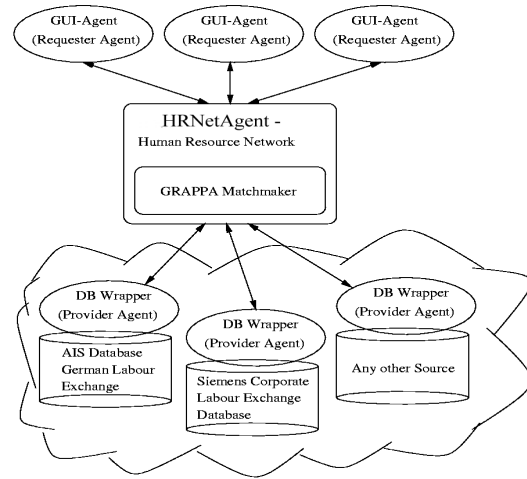 GUI-Agent
(Requester Agent)
GUI-Agent
(Requester Agent)
GUI-Agent
(Requester Agent)
HRNetAgent -
Human Resource Network
GRAPPA Matchmaker
DB Wrapper
(Provider Agent)
AIS Database
German Labour
Exchange
DB Wrapper
(Provider Agent)
Siemens Corporate
Labour Exchange
Database
DB Wrapper
(Provider Agent)
Any other Source